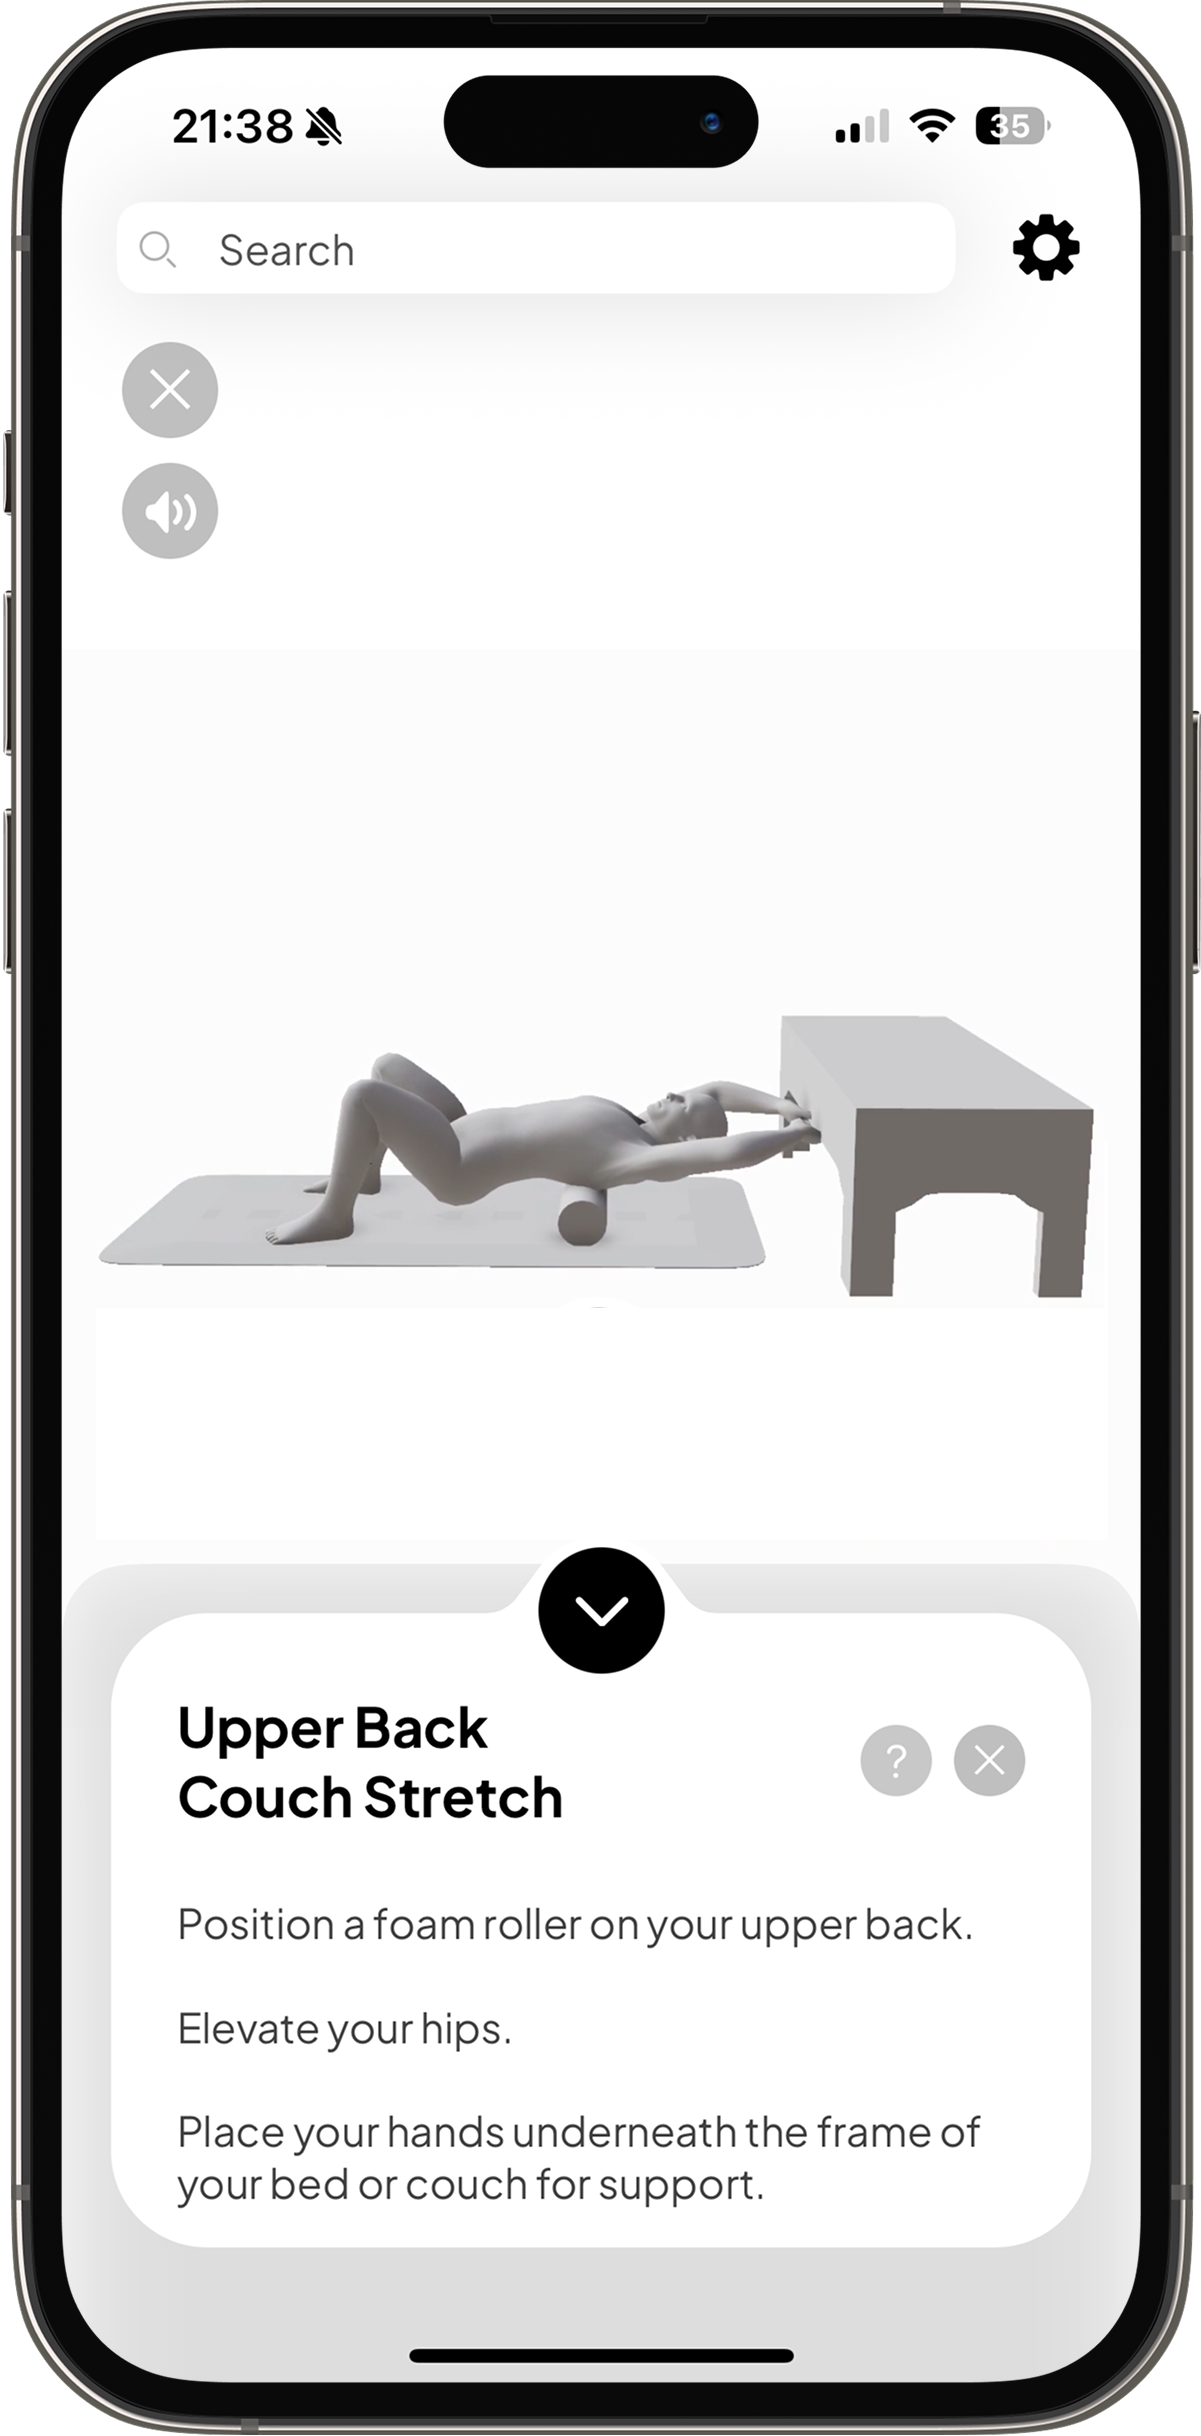 21:38
35
Search
Upper Back
Couch Stretch
?
Position a foam roller on your upper back.
Elevate your hips.
Place your hands underneath the frame of
your bed or couch for support.